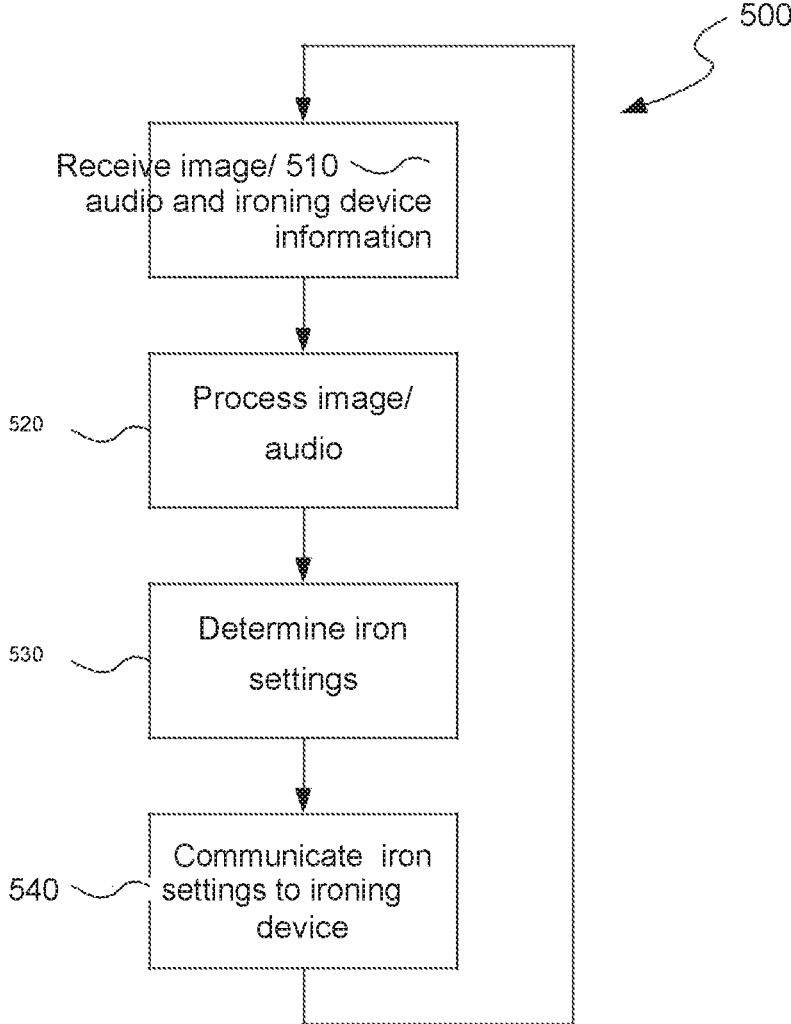 500
Receive image/ 510
audio and ironing device
information
Process image/
audio
520
Determine iron
settings
530
Communicate iron
settings to ironing
device
540